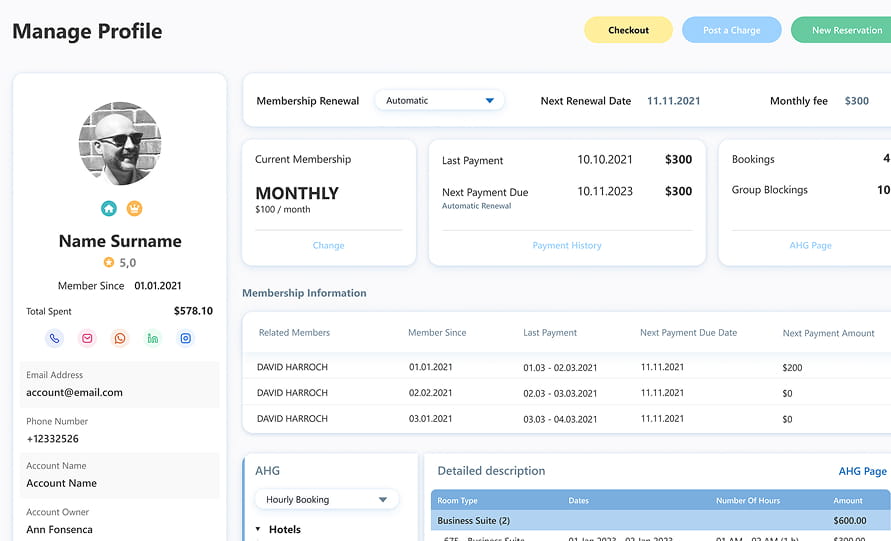 Manage Profile
Checkout
Post a Charge
New Reservation
Name Surname
5,0
Member Since 01.01.2021
Total Spent $578.10
Email Address
account@email.com
Phone Number
+12332526
Account Name
Account Name
Account Owner
Ann Fonsenca
Membership Renewal Automatic Next Renewal Date 11.11.2021 Monthly fee $300
Current Membership
MONTHLY
$100 / month
Change
Last Payment 10.10.2021 $300
Next Payment Due 10.11.2023 $300
Automatic Renewal
Payment History
Bookings 4
Group Blockings 10
AHG Page
Membership Information
Related Members Member Since Last Payment Next Payment Due Date Next Payment Amount
DAVID HARROCH 01.01.2021 01.03 - 02.03.2021 11.11.2021 $200
DAVID HARROCH 02.02.2021 02.03 - 03.03.2021 11.11.2021 $0
DAVID HARROCH 03.01.2021 03.03 - 04.03.2021 11.11.2021 $0
AHG
Hourly Booking
Hotels
Detailed description AHG Page
Room Type Dates Number Of Hours Amount
Business Suite (2) $600.00